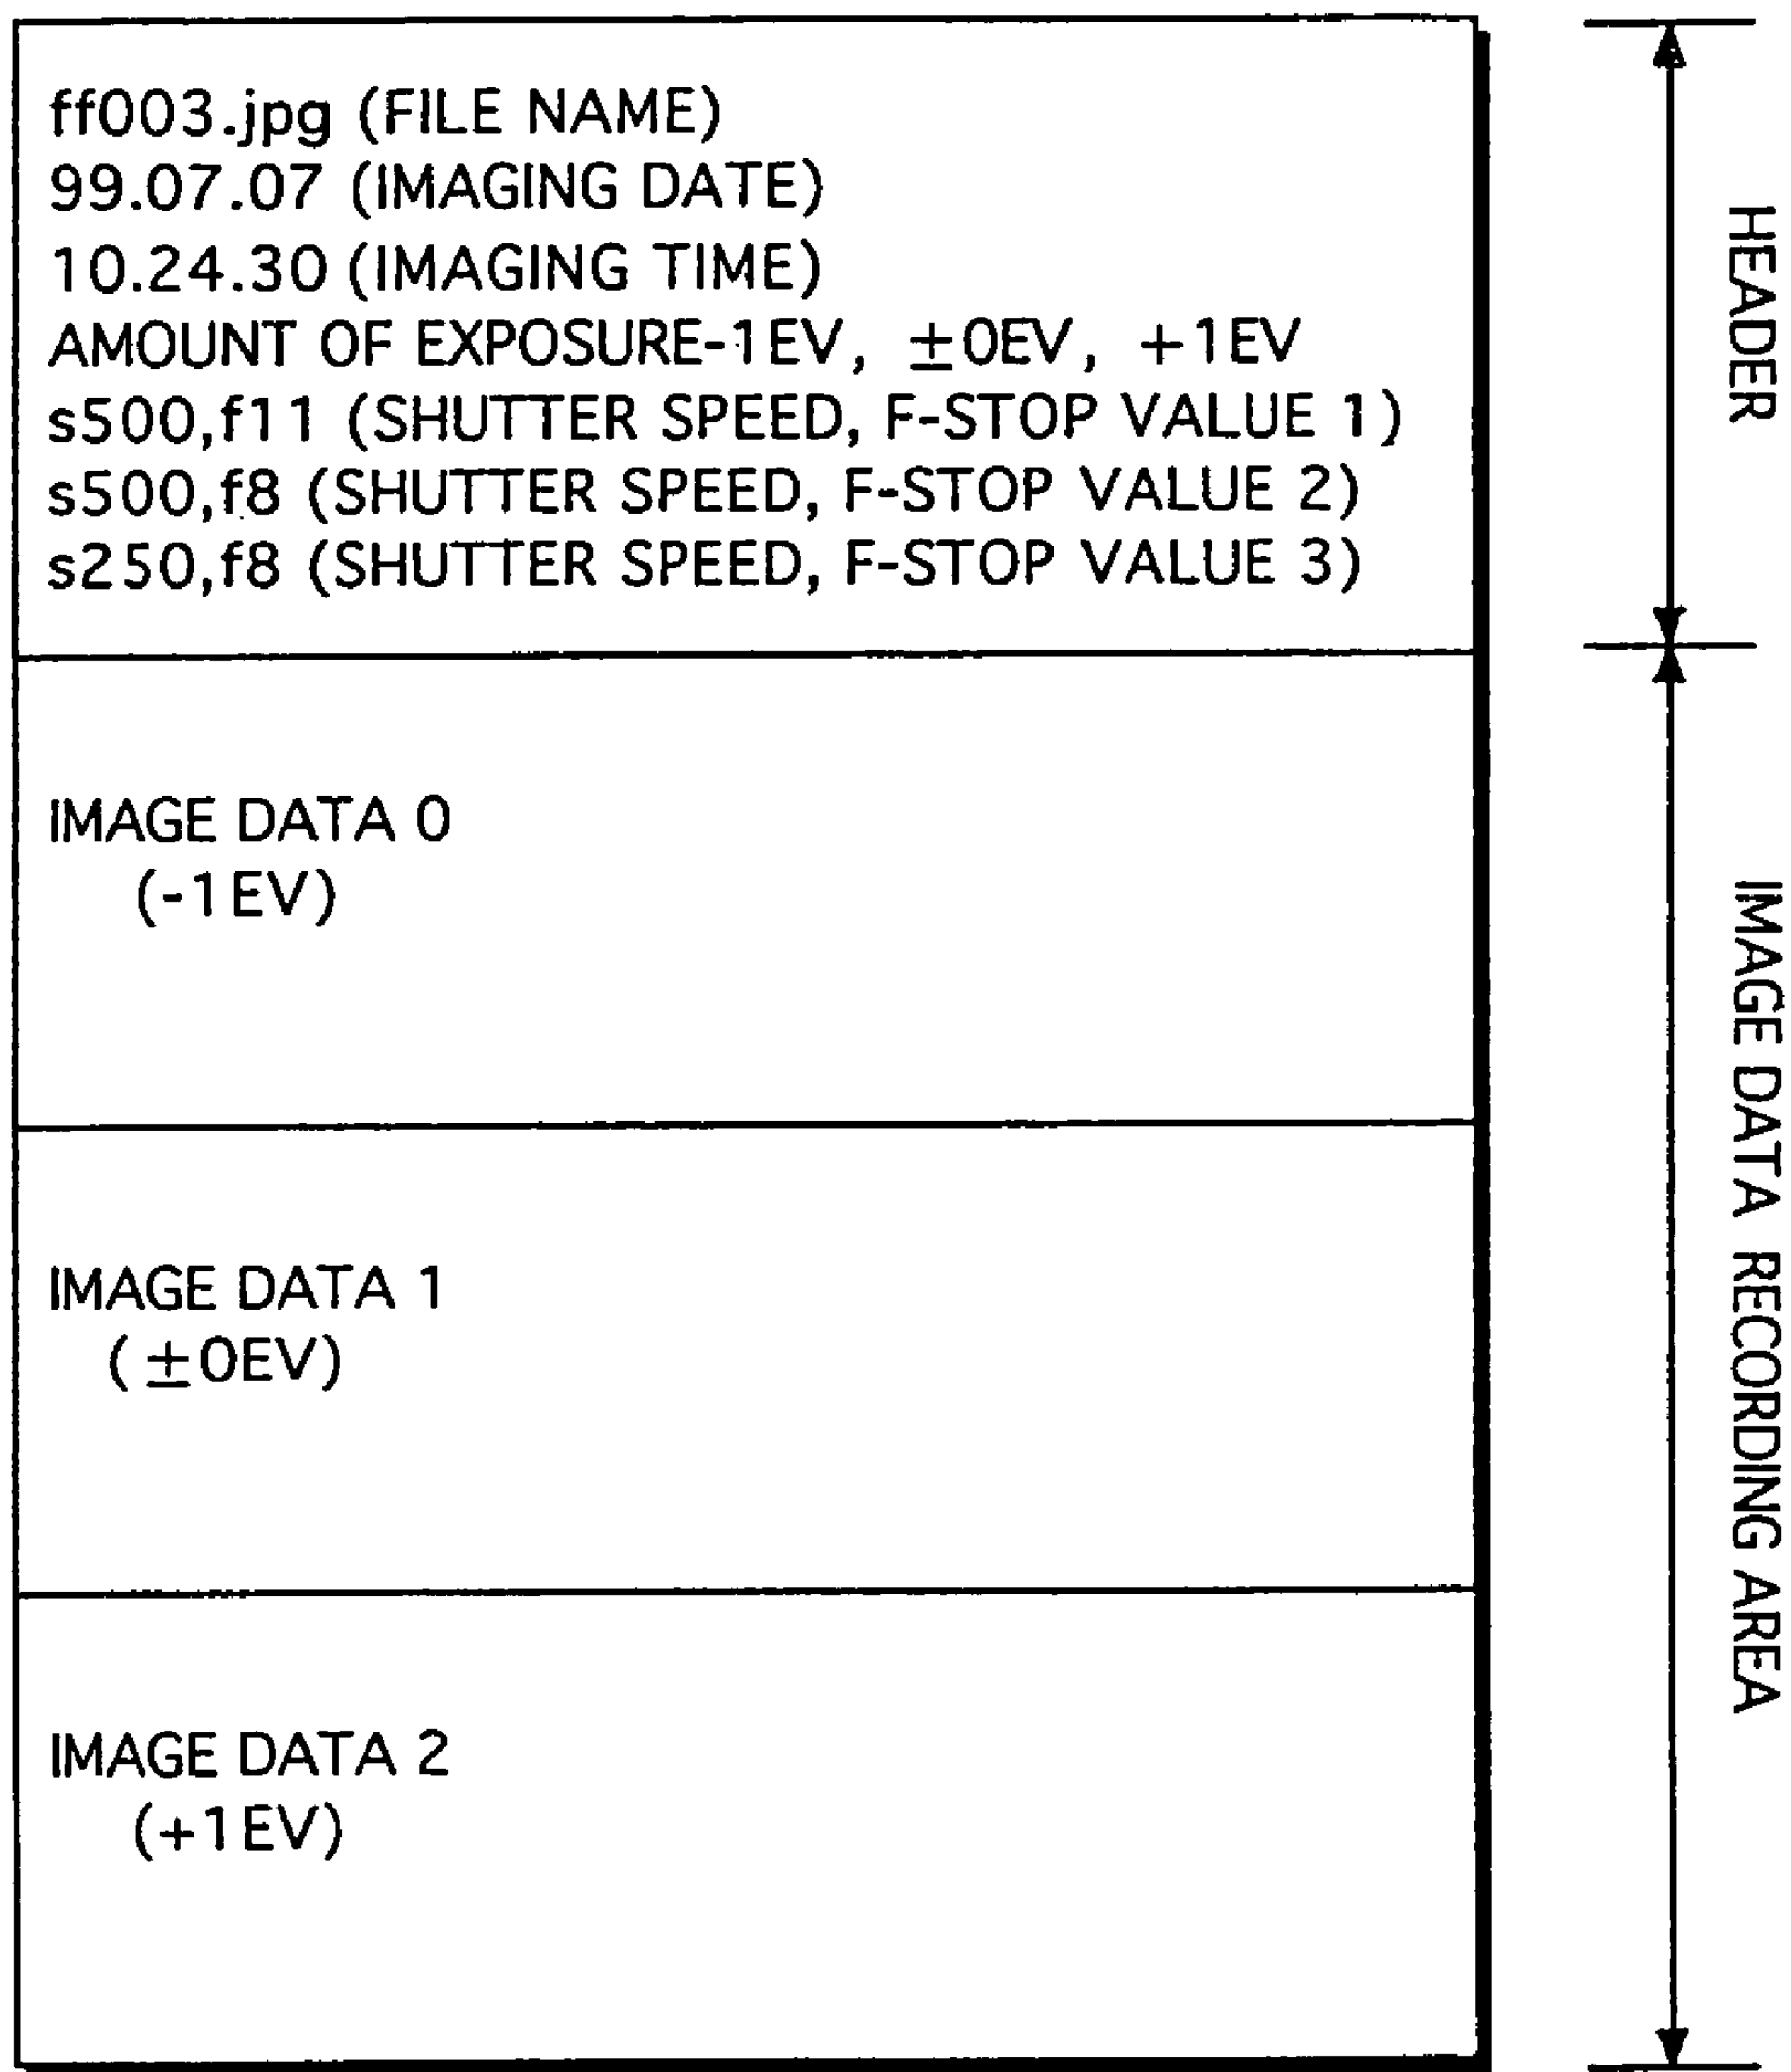 ff003.jpg (FILE NAME)
99.07.07 (IMAGING DATE)
10.24.30 (IMAGING TIME)
AMOUNT OF EXPOSURE-1EV, ±0EV, +1EV
s500,f11 (SHUTTER SPEED, F-STOP VALUE 1)
s500,f8 (SHUTTER SPEED, F-STOP VALUE 2)
s250,f8 (SHUTTER SPEED, F-STOP VALUE 3)
HEADER
IMAGE DATA 0
(-1EV)
IMAGE DATA 1
(±0EV)
IMAGE DATA 2
(+1EV)
IMAGE DATA RECORDING AREA